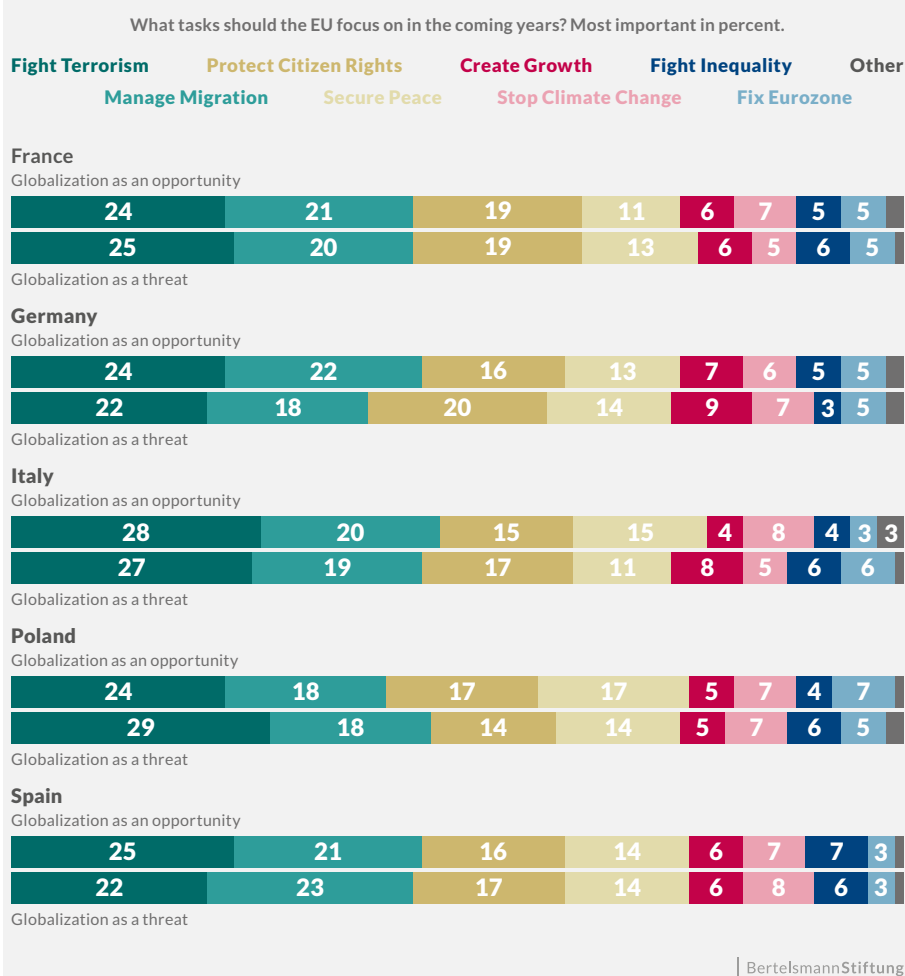 What tasks should the EU focus on in the coming years? Most important in percent.
Fight Terrorism Protect Citizen Rights Create Growth Fight Inequality Other
Manage Migration Secure Peace Stop Climate Change Fix Eurozone
France
Globalization as an opportunity
24 21 19 11 6 7 5 5
25 20 19 13 6 5 6 5
Globalization as a threat
Germany
Globalization as an opportunity
24 22 16 13 7 6 5 5
22 18 20 14 9 7 3 5
Globalization as a threat
Italy
Globalization as an opportunity
28 20 15 15 4 8 4 3 3
27 19 17 11 8 5 6 6
Globalization as a threat
Poland
Globalization as an opportunity
24 18 17 17 5 7 4 7
29 18 14 14 5 7 6 5
Globalization as a threat
Spain
Globalization as an opportunity
25 21 16 14 6 7 7 3
22 23 17 14 6 8 6 3
Globalization as a threat
BertelsmannStiftung